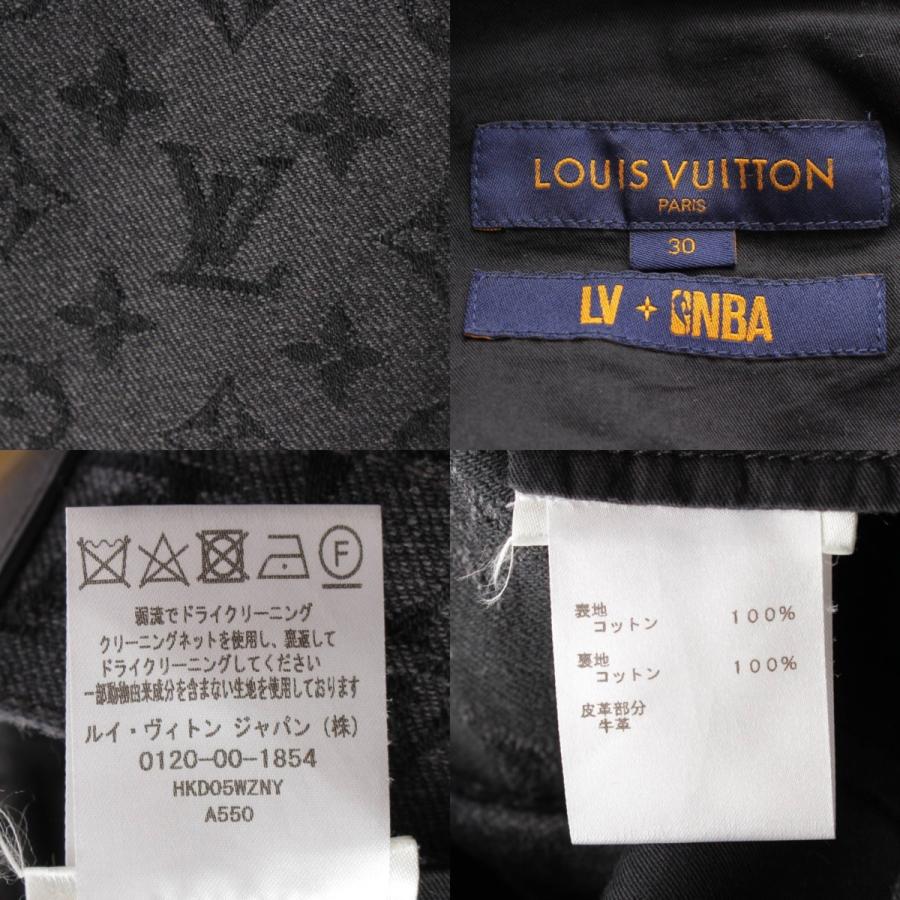 LV
LOUIS VUITTON
PARIS
30
LV NBA
F
弱流でドライクリーニング
クリーニングネットを使用し、裏返して
ドライクリーニングしてください
一部動物由来成分を含まない生地を使用しております
ルイ・ヴィトン ジャパン (株)
0120-00-1854
HKD05WZNY
A550
表地
コットン 100%
裏地
コットン 100%
皮革部分
牛革